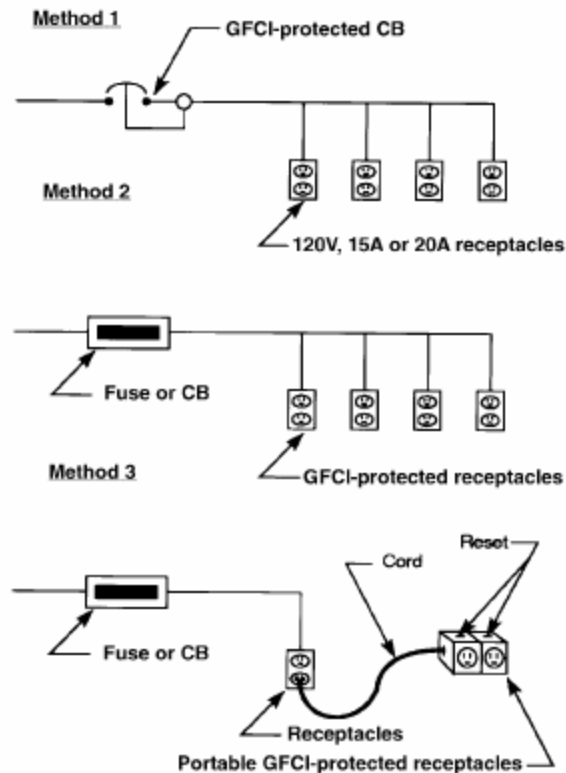 Method 1
GFCI-protected CB
Method 2
120V, 15A or 20A receptacles
Fuse or CB
GFCI-protected receptacles
Method 3
Reset
Cord
Fuse or CB
Receptacles
Portable GFCI-protected receptacles